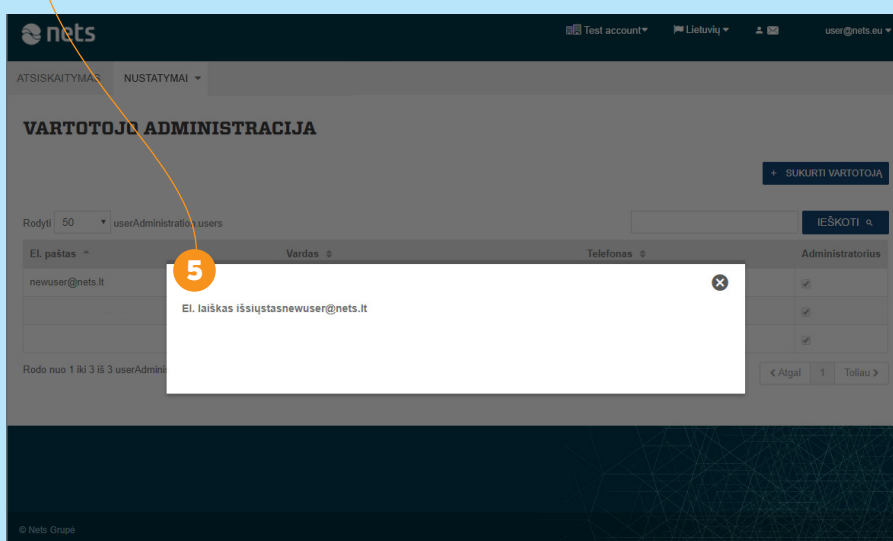 nets
Test account
Lietuvių
user@nets.eu
ATSISKAITYMAS NUSTATYMAI
VARTOTOJO ADMINISTRACIJA
+ SUKURTI VARTOTOJĄ
Rodyti 50 userAdministration users
IEŠKOTI
El. paštas Vardas Telefonas Administratorius
5
newuser@nets.lt
El. laiškas išsiųstasnewuser@nets.lt
Rodo nuo 1 iki 3 iš 3 userAdminis
Atgal 1 Toliau
© Nets Grupė